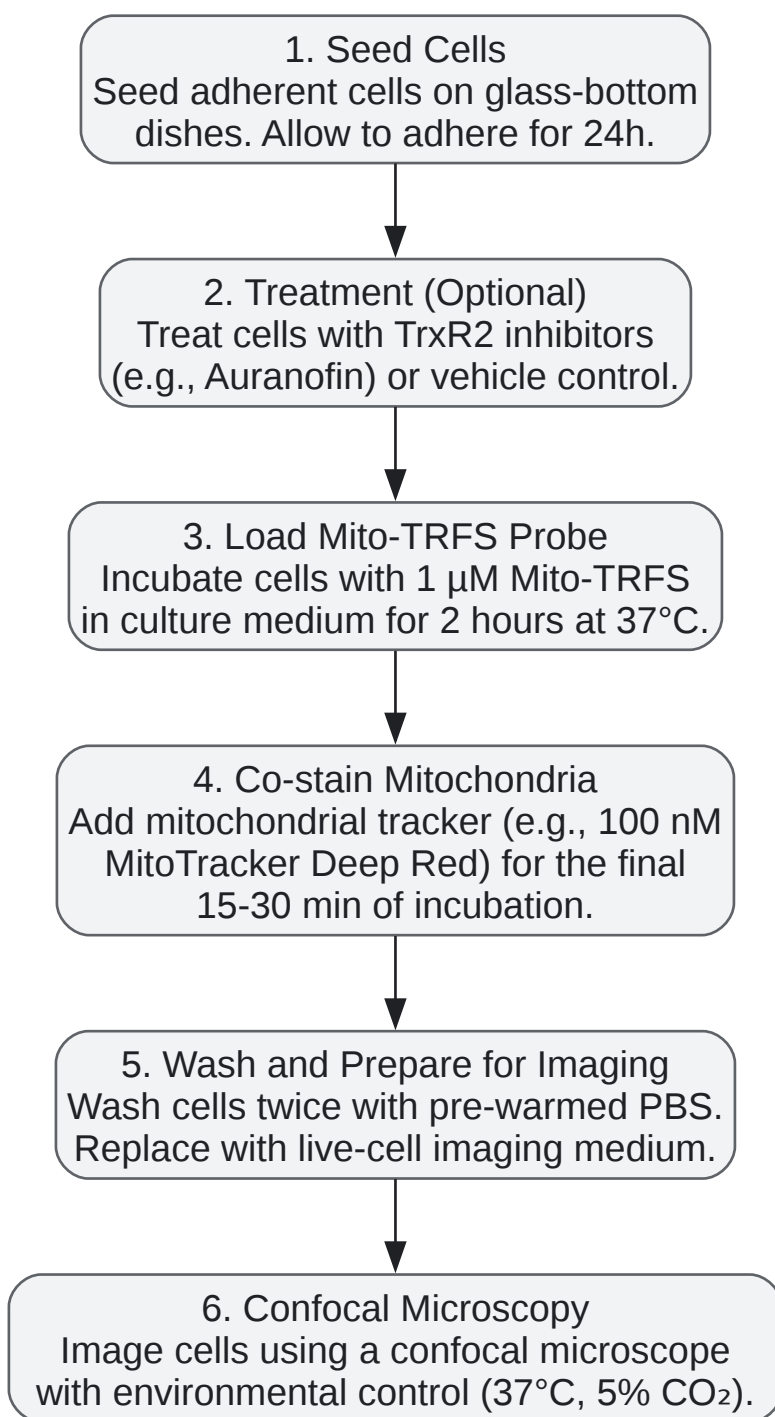 1. Seed Cells
Seed adherent cells on glass-bottom
dishes. Allow to adhere for 24h.
2. Treatment (Optional)
Treat cells with TrxR2 inhibitors
(e.g., Auranofin) or vehicle control.
3. Load Mito-TRFS Probe
Incubate cells with 1 µM Mito-TRFS
in culture medium for 2 hours at 37°C.
4. Co-stain Mitochondria
Add mitochondrial tracker (e.g., 100 nM
MitoTracker Deep Red) for the final
15-30 min of incubation.
5. Wash and Prepare for Imaging
Wash cells twice with pre-warmed PBS.
Replace with live-cell imaging medium.
6. Confocal Microscopy
Image cells using a confocal microscope
with environmental control (37°C, 5% CO₂).